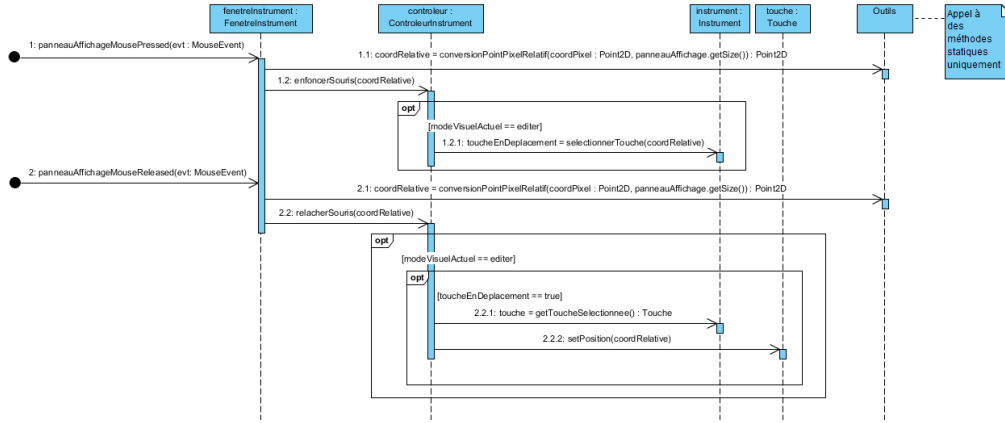 fenetreInstrument :
FenetreInstrument
controleur :
ControleurInstrument
instrument :
Instrument
touche :
Touche
Outils
Appel à
des
méthodes
statiques
uniquement
1: panneauAffichageMousePressed(evt : MouseEvent)
1.1: coordRelative = conversionPointPixelRelatif(coordPixel : Point2D, panneauAffichage.getSize()) : Point2D
1.2: enfoncerSouris(coordRelative)
opt
[modeVisuelActuel == editer]
1.2.1: toucheEnDeplacement = selectionnerTouche(coordRelative)
2: panneauAffichageMouseReleased(evt: MouseEvent)
2.1: coordRelative = conversionPointPixelRelatif(coordPixel : Point2D, panneauAffichage.getSize()) : Point2D
2.2: relacherSouris(coordRelative)
opt
[modeVisuelActuel == editer]
opt
[toucheEnDeplacement == true]
2.2.1: touche = getToucheSelectionnee() : Touche
2.2.2: setPosition(coordRelative)